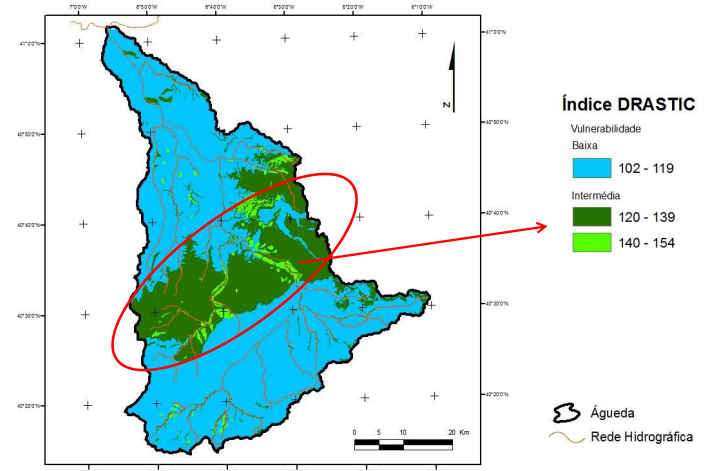 7°0'0"W 6°50'0"W 6°40'0"W 6°30'0"W 6°20'0"W 6°10'0"W
41°0'0"N 41°0'0"N
N
40°50'0"N 40°50'0"N
40°40'0"N 40°40'0"N
40°30'0"N 40°30'0"N
40°20'0"N 40°20'0"N
0 5 10 20 Km
Índice DRASTIC
Vulnerabilidade
Baixa
102 - 119
Intermédia
120 - 139
140 - 154
Águeda
Rede Hidrográfica